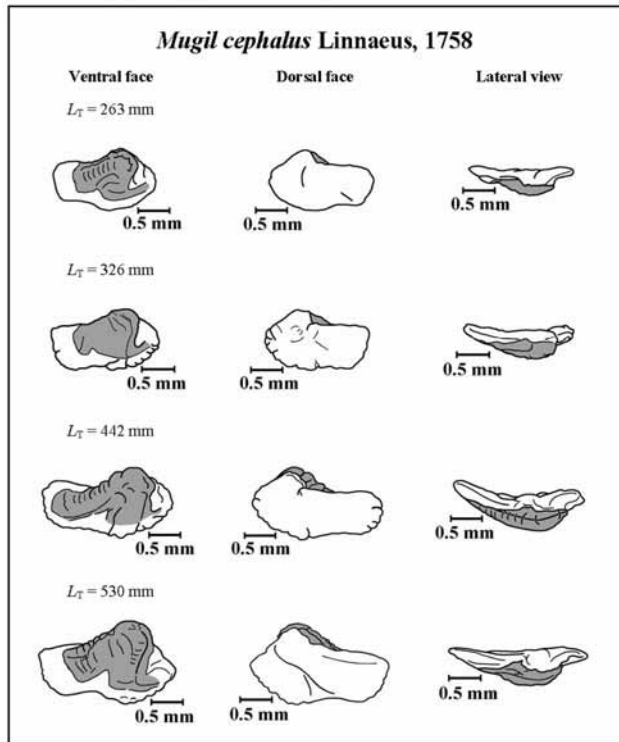 Mugil cephalus Linnaeus, 1758
Ventral face Dorsal face Lateral view
LT = 263 mm
0.5 mm 0.5 mm 0.5 mm
LT = 326 mm
0.5 mm 0.5 mm 0.5 mm
LT = 442 mm
0.5 mm 0.5 mm 0.5 mm
LT = 530 mm
0.5 mm 0.5 mm 0.5 mm